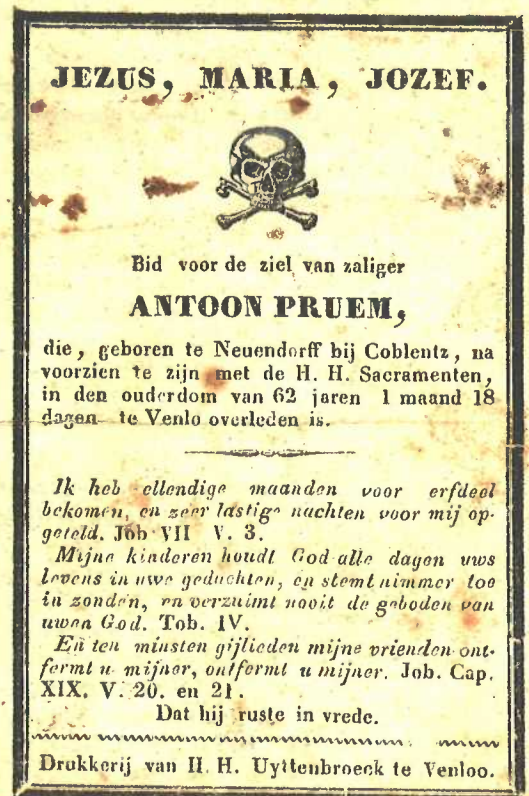 JEZUS, MARIA, JOZEF.
Bid voor de ziel van zaliger
ANTOON PRUEM,
die, geboren te Neuendorff bij Coblentz, na
voorzien te zijn met de H. H. Sacramenten,
in den ouderdom van 62 jaren 1 maand 18
dagen te Venlo overleden is.
Ik heb ellendige maanden voor erfdeel
bekomen, en zeer lastige nachten voor mij op-
geteld. Job VII V. 3.
Mijne kinderen houdt God alle dagen uws
levens in uwe gedachten, en stemt nimmer toe
in zonden, en verzuimt nooit de geboden van
uwen God. Tob. IV.
En ten minsten gijlieden mijne vrienden ont-
fermt u mijner, ontfermt u mijner. Job. Cap.
XIX. V. 20. en 21.
Dat hij ruste in vrede.
Drukkerij van H. H. Uyttenbroeck te Venloo.